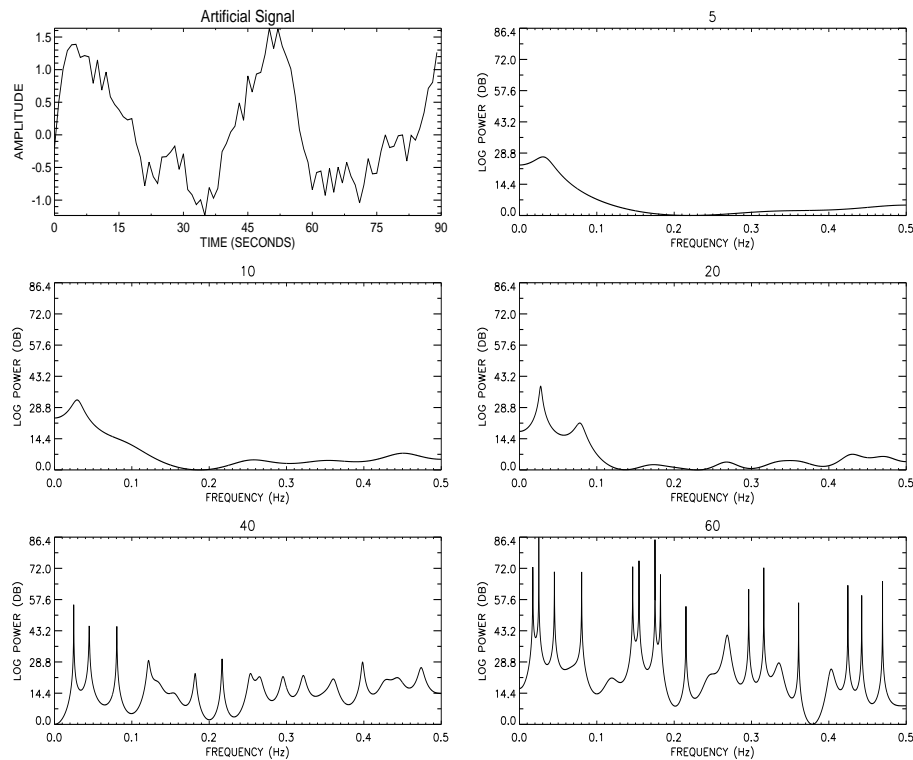 Artificial Signal
1.5
1.0
0.5
0.0
-0.5
-1.0
AMPLITUDE
0 15 30 45 60 75 90
TIME (SECONDS)
5
86.4
72.0
57.6
43.2
28.8
14.4
0.0
LOG POWER (DB)
0.0 0.1 0.2 0.3 0.4 0.5
FREQUENCY (Hz)
10
86.4
72.0
57.6
43.2
28.8
14.4
0.0
LOG POWER (DB)
0.0 0.1 0.2 0.3 0.4 0.5
FREQUENCY (Hz)
20
86.4
72.0
57.6
43.2
28.8
14.4
0.0
LOG POWER (DB)
0.0 0.1 0.2 0.3 0.4 0.5
FREQUENCY (Hz)
40
86.4
72.0
57.6
43.2
28.8
14.4
0.0
LOG POWER (DB)
0.0 0.1 0.2 0.3 0.4 0.5
FREQUENCY (Hz)
60
86.4
72.0
57.6
43.2
28.8
14.4
0.0
LOG POWER (DB)
0.0 0.1 0.2 0.3 0.4 0.5
FREQUENCY (Hz)